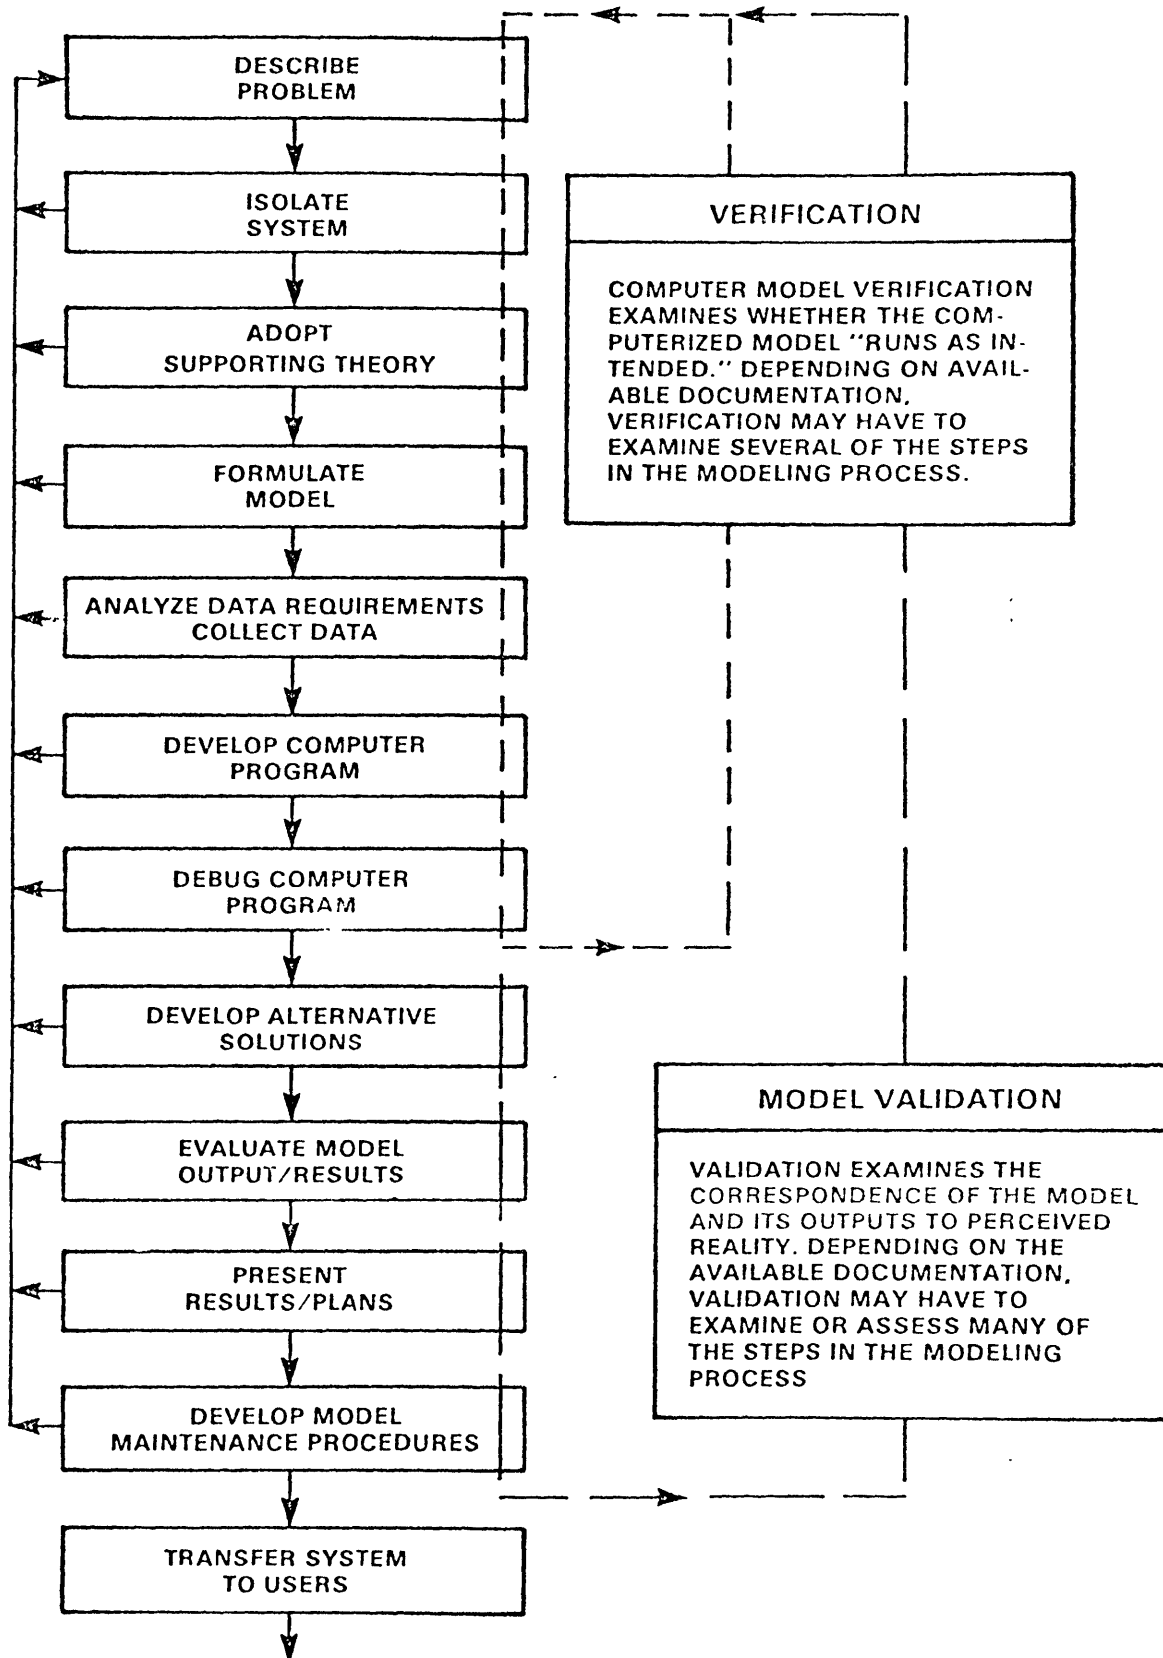 DESCRIBE
PROBLEM
ISOLATE
SYSTEM
ADOPT
SUPPORTING THEORY
FORMULATE
MODEL
ANALYZE DATA REQUIREMENTS
COLLECT DATA
DEVELOP COMPUTER
PROGRAM
DEBUG COMPUTER
PROGRAM
DEVELOP ALTERNATIVE
SOLUTIONS
EVALUATE MODEL
OUTPUT/RESULTS
PRESENT
RESULTS/PLANS
DEVELOP MODEL
MAINTENANCE PROCEDURES
TRANSFER SYSTEM
TO USERS
VERIFICATION
COMPUTER MODEL VERIFICATION
EXAMINES WHETHER THE COM-
PUTERIZED MODEL "RUNS AS IN-
TENDED." DEPENDING ON AVAIL-
ABLE DOCUMENTATION,
VERIFICATION MAY HAVE TO
EXAMINE SEVERAL OF THE STEPS
IN THE MODELING PROCESS.
MODEL VALIDATION
VALIDATION EXAMINES THE
CORRESPONDENCE OF THE MODEL
AND ITS OUTPUTS TO PERCEIVED
REALITY. DEPENDING ON THE
AVAILABLE DOCUMENTATION,
VALIDATION MAY HAVE TO
EXAMINE OR ASSESS MANY OF
THE STEPS IN THE MODELING
PROCESS